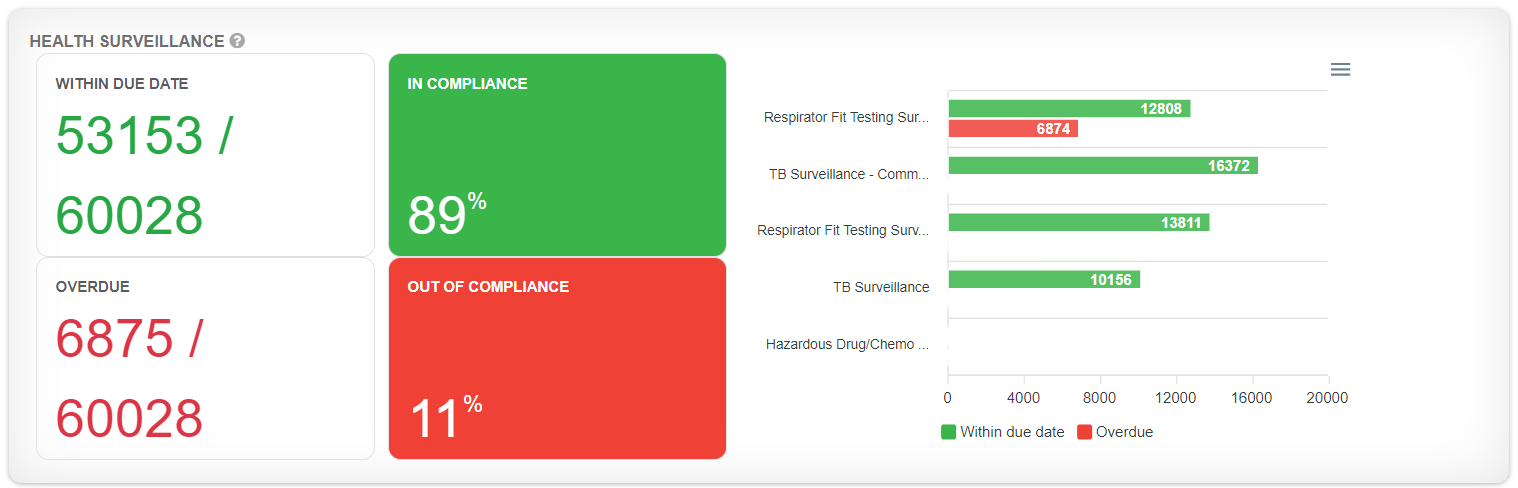 HEALTH SURVEILLANCE ?
WITHIN DUE DATE
53153 /
60028
IN COMPLIANCE
89%
OVERDUE
6875 /
60028
OUT OF COMPLIANCE
11%
Respirator Fit Testing Sur...
12808
6874
TB Surveillance - Comm...
16372
Respirator Fit Testing Surv...
13811
TB Surveillance
10156
Hazardous Drug/Chemo ...
0 4000 8000 12000 16000 20000
Within due date Overdue